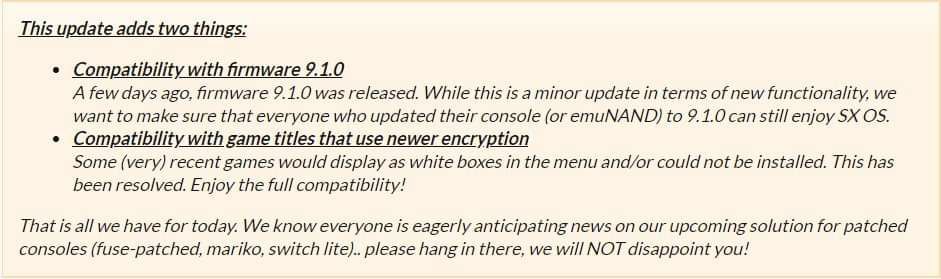 This update adds two things:
• Compatibility with firmware 9.1.0
A few days ago, firmware 9.1.0 was released. While this is a minor update in terms of new functionality, we
want to make sure that everyone who updated their console (or emuNAND) to 9.1.0 can still enjoy SX OS.
• Compatibility with game titles that use newer encryption
Some (very) recent games would display as white boxes in the menu and/or could not be installed. This has
been resolved. Enjoy the full compatibility!
That is all we have for today. We know everyone is eagerly anticipating news on our upcoming solution for patched
consoles (fuse-patched, mariko, switch lite).. please hang in there, we will NOT disappoint you!